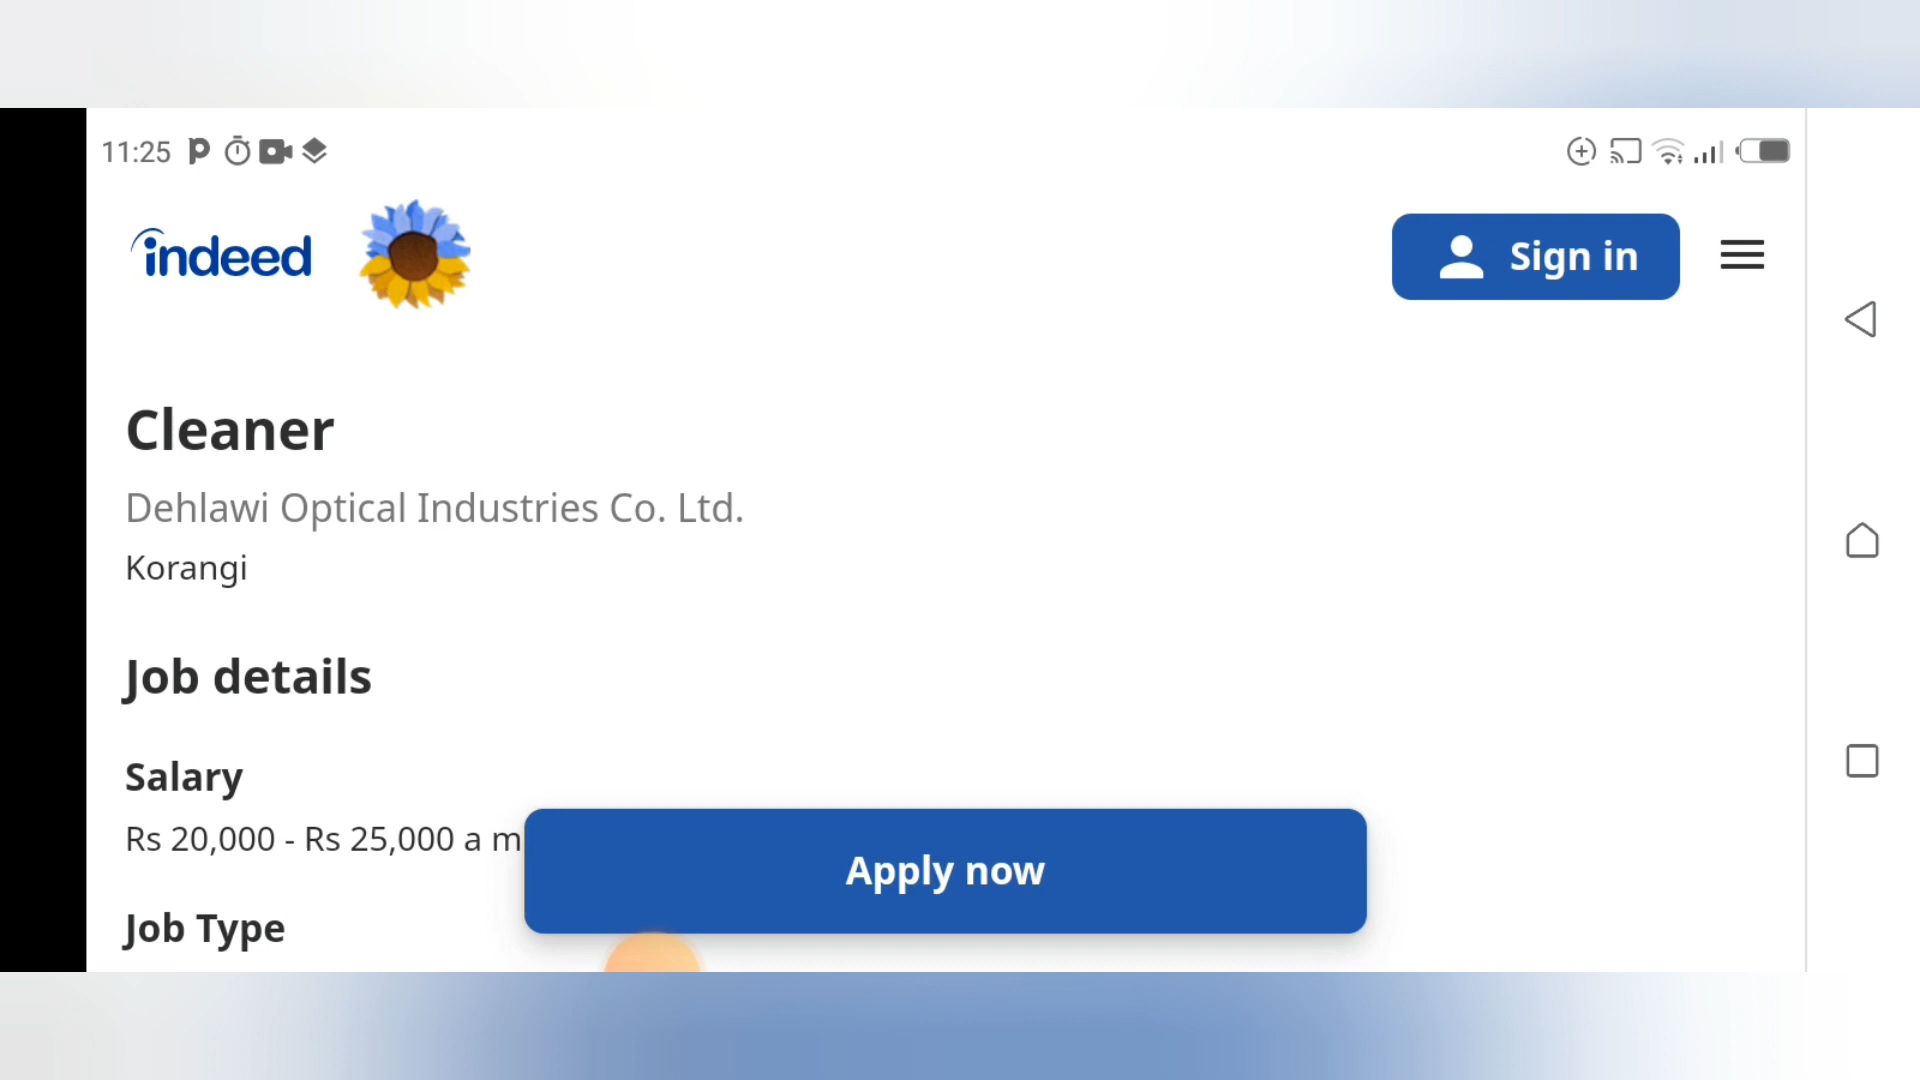 11:25
indeed
Sign in
Cleaner
Dehlawi Optical Industries Co. Ltd.
Korangi
Job details
Salary
Rs 20,000 - Rs 25,000 a m
Apply now
Job Type